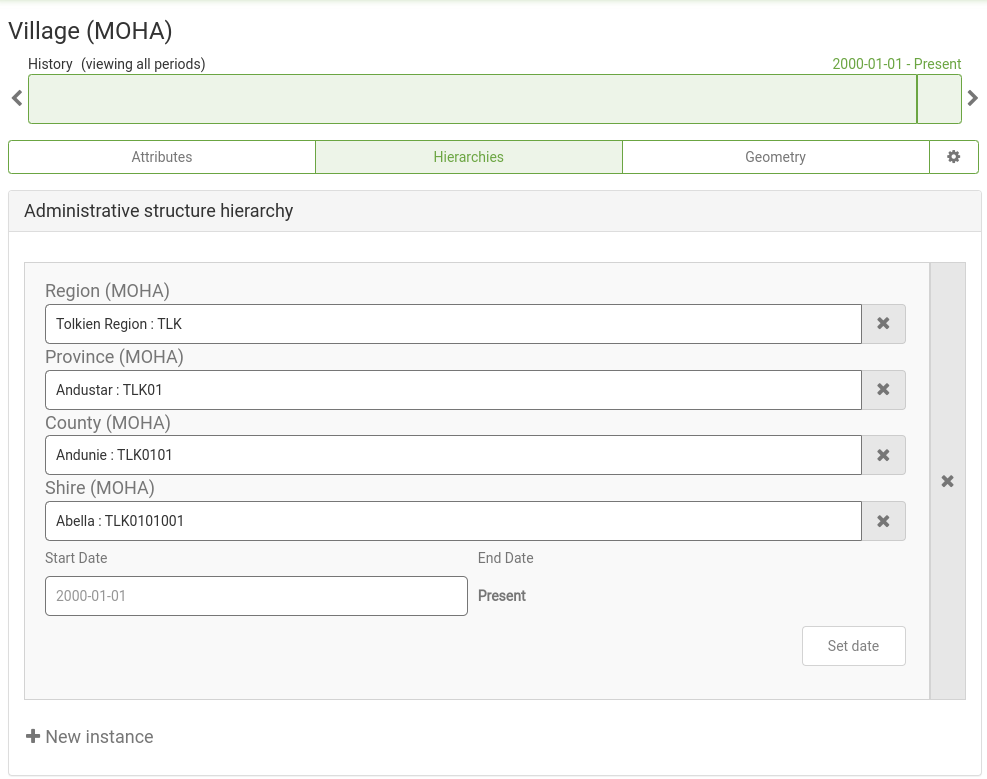 Village (MOHA)
History (viewing all periods) 2000-01-01 - Present
Attributes Hierarchies Geometry
Administrative structure hierarchy
Region (MOHA)
Tolkien Region : TLK
Province (MOHA)
Andustar : TLK01
County (MOHA)
Andunie : TLK0101
Shire (MOHA)
Abella : TLK0101001
Start Date End Date
2000-01-01 Present
Set date
New instance